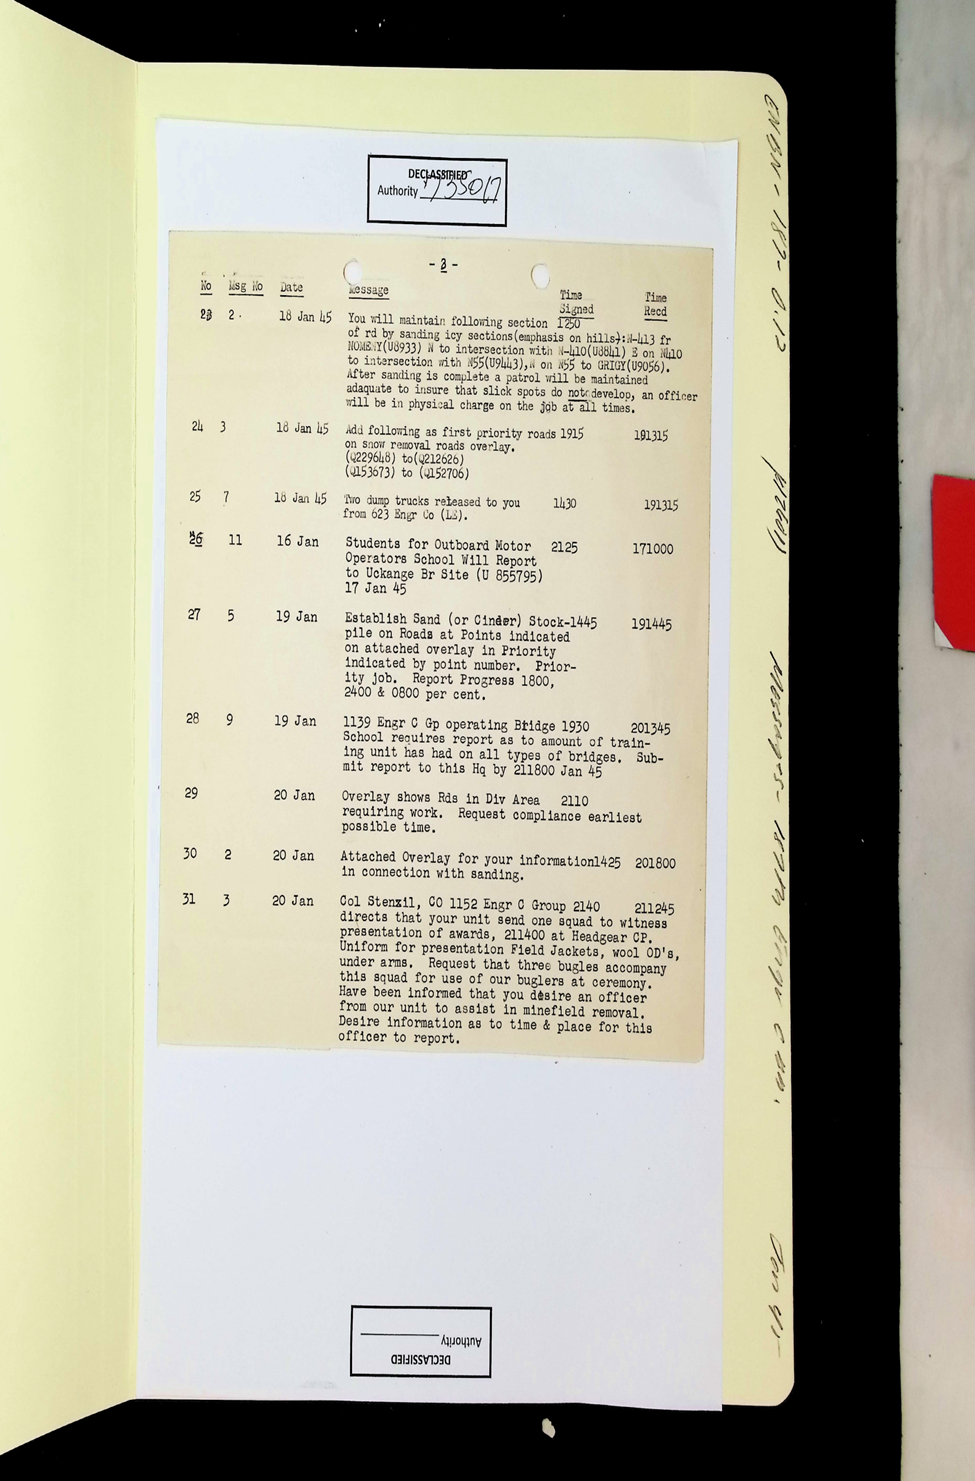 DECLASSIFIED
Authority 735017
- 3 -
No Msg No Date Message Time Signed Time Recd
23 2. 18 Jan 45 You will maintain following section 1250
of rd by sanding icy sections(emphasis on hills):N-413 fr
NOMENY(U8933) N to intersection with N-410(U8841) E on N410
to intersection with N55(U9443),N on N55 to GRIGY(U9056).
After sanding is complete a patrol will be maintained
adaquate to insure that slick spots do not develop, an officer
will be in physical charge on the job at all times.
24 3 18 Jan 45 Add following as first priority roads 1915 191315
on snow removal roads overlay.
(Q229648) to(Q212626)
(Q153673) to (Q152706)
25 7 18 Jan 45 Two dump trucks released to you 1430 191315
from 623 Engr Co (LE).
26 11 16 Jan Students for Outboard Motor 2125 171000
Operators School Will Report
to Uckange Br Site (U 855795)
17 Jan 45
27 5 19 Jan Establish Sand (or Cinder) Stock-1445 191445
pile on Roads at Points indicated
on attached overlay in Priority
indicated by point number. Prior-
ity job. Report Progress 1800,
2400 & 0800 per cent.
28 9 19 Jan 1139 Engr C Gp operating Bridge 1930 201345
School requires report as to amount of train-
ing unit has had on all types of bridges. Sub-
mit report to this Hq by 211800 Jan 45
29 20 Jan Overlay shows Rds in Div Area 2110
requiring work. Request compliance earliest
possible time.
30 2 20 Jan Attached Overlay for your information1425 201800
in connection with sanding.
31 3 20 Jan Col Stenzil, CO 1152 Engr C Group 2140 211245
directs that your unit send one squad to witness
presentation of awards, 211400 at Headgear CP.
Uniform for presentation Field Jackets, wool OD's,
under arms. Request that three bugles accompany
this squad for use of our buglers at ceremony.
Have been informed that you desire an officer
from our unit to assist in minefield removal.
Desire information as to time & place for this
officer to report.
DECLASSIFIED
Authority
ENBN - 187 - 0.12
(12097)
Messages - 187th Engr C Bn.
Jan 45